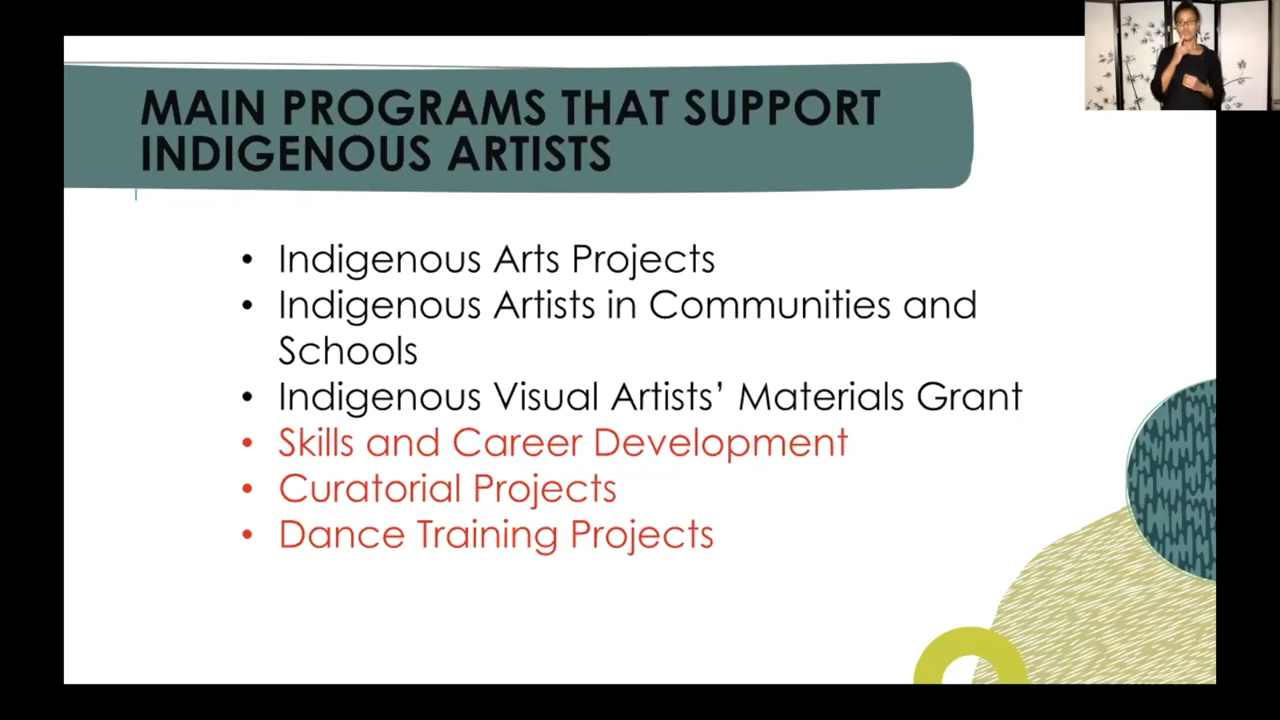 MAIN PROGRAMS THAT SUPPORT
INDIGENOUS ARTISTS
• Indigenous Arts Projects
• Indigenous Artists in Communities and
Schools
• Indigenous Visual Artists’ Materials Grant
• Skills and Career Development
• Curatorial Projects
• Dance Training Projects